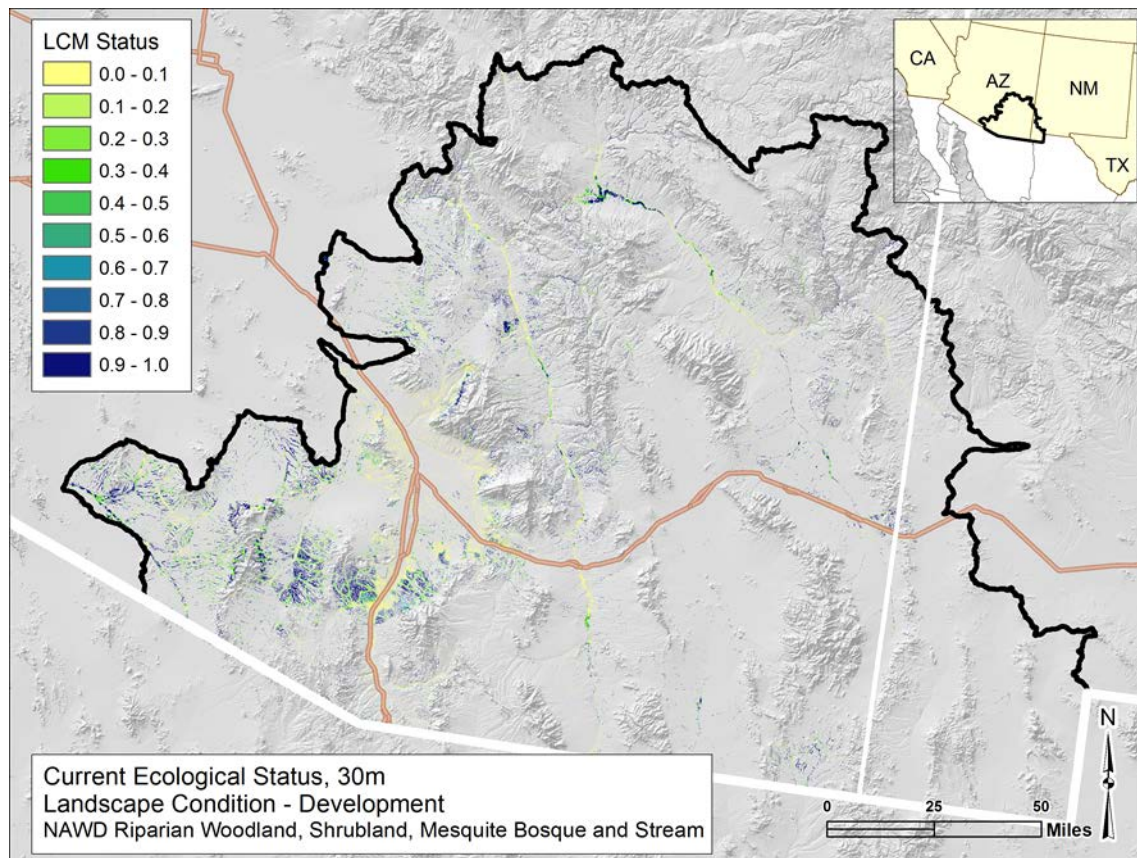 LCM Status
0.0 - 0.1
0.1 - 0.2
0.2 - 0.3
0.3 - 0.4
0.4 - 0.5
0.5 - 0.6
0.6 - 0.7
0.7 - 0.8
0.8 - 0.9
0.9 - 1.0
CA
AZ
NM
TX
Current Ecological Status, 30m
Landscape Condition - Development
NAWD Riparian Woodland, Shrubland, Mesquite Bosque and Stream
N
0 25 50
Miles